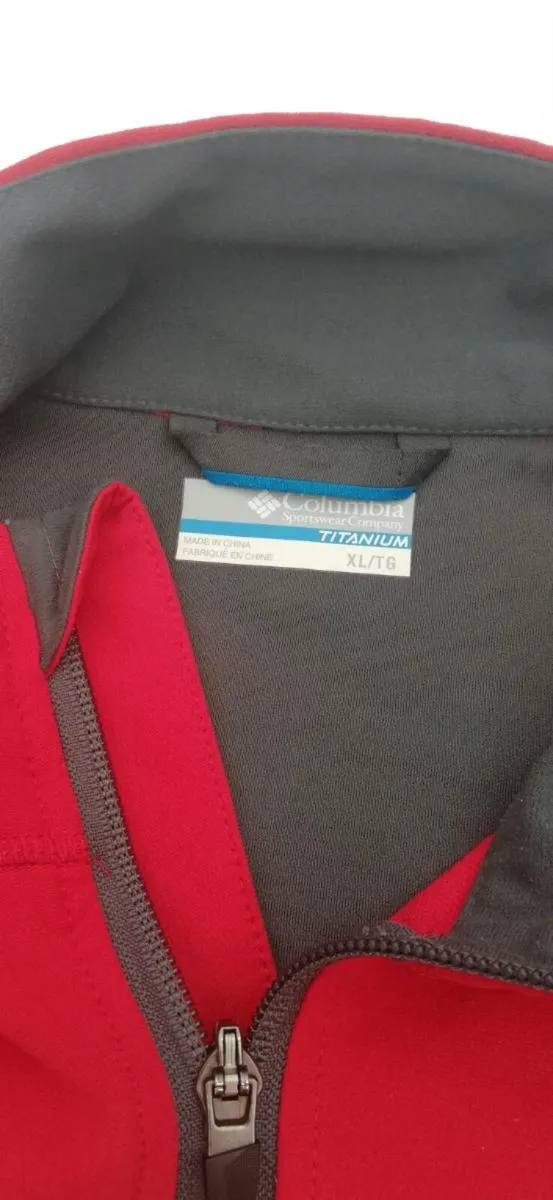 Columbia
Sportswear Company
TITANIUM
MADE IN CHINA
FABRIQUÉ EN CHINE
XL/TG